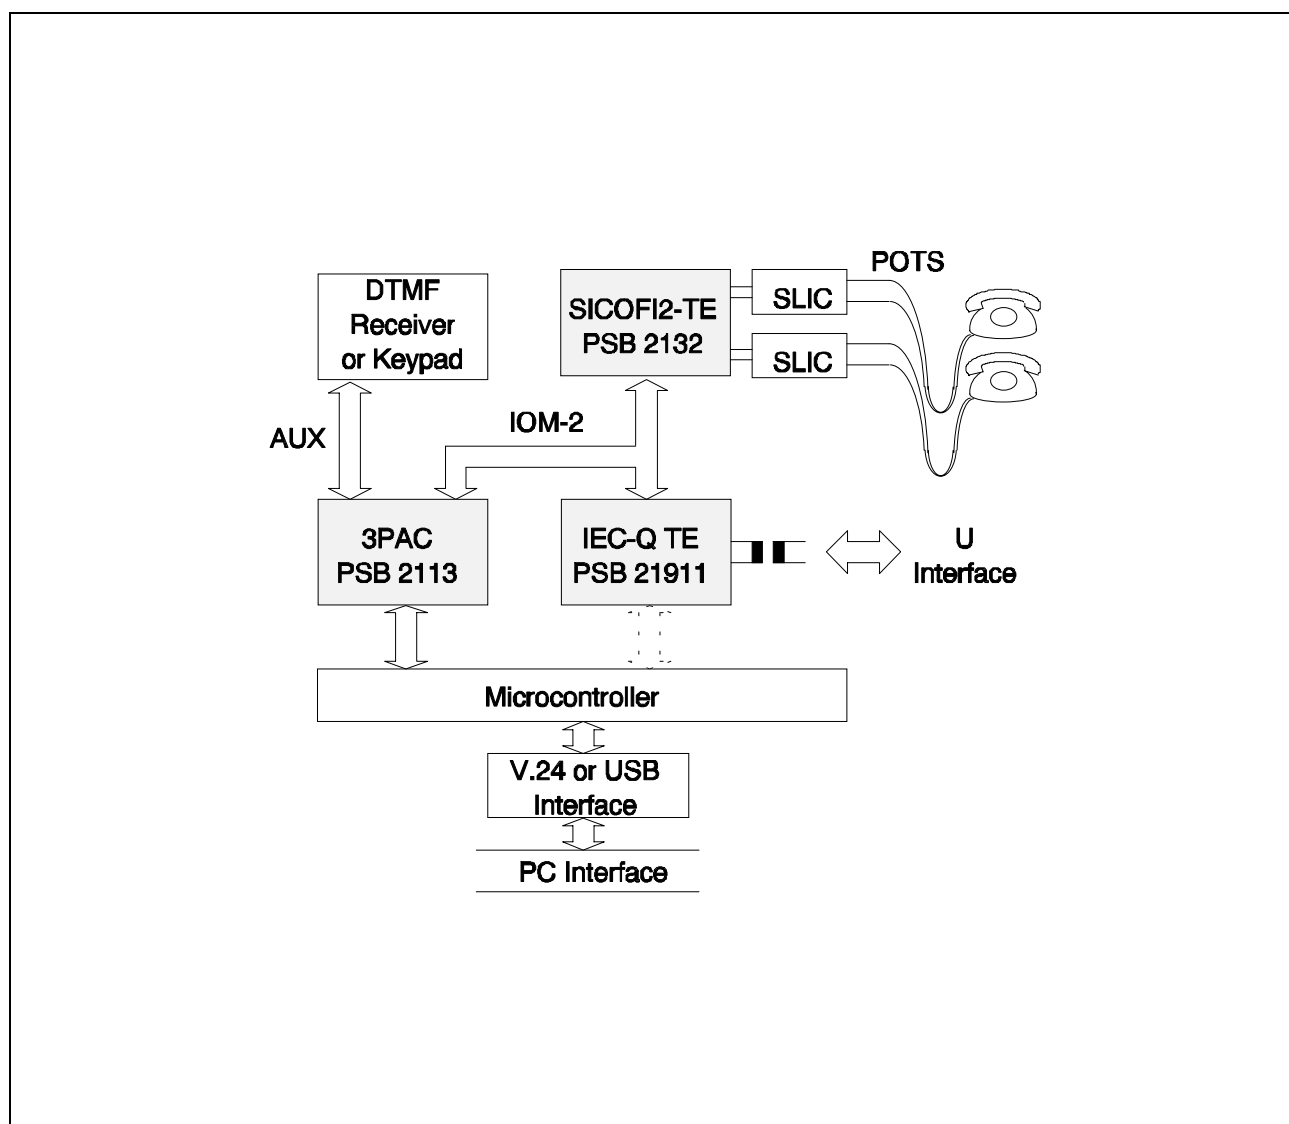 POTS
DTMF
Receiver
or Keypad
SICOFI2-TE
PSB 2132
SLIC
SLIC
AUX
IOM-2
3PAC
PSB 2113
IEC-Q TE
PSB 21911
U
Interface
Microcontroller
V.24 or USB
Interface
PC Interface